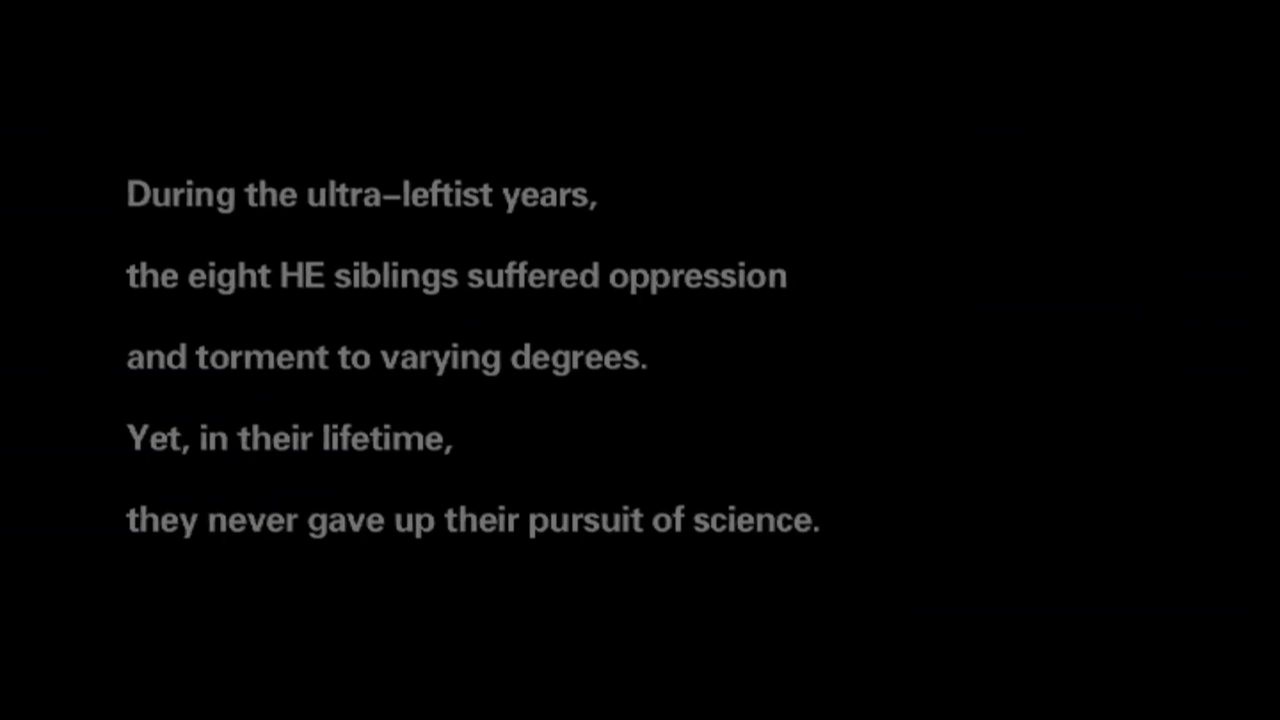 During the ultra–leftist years,
the eight HE siblings suffered oppression
and torment to varying degrees.
Yet, in their lifetime,
they never gave up their pursuit of science.